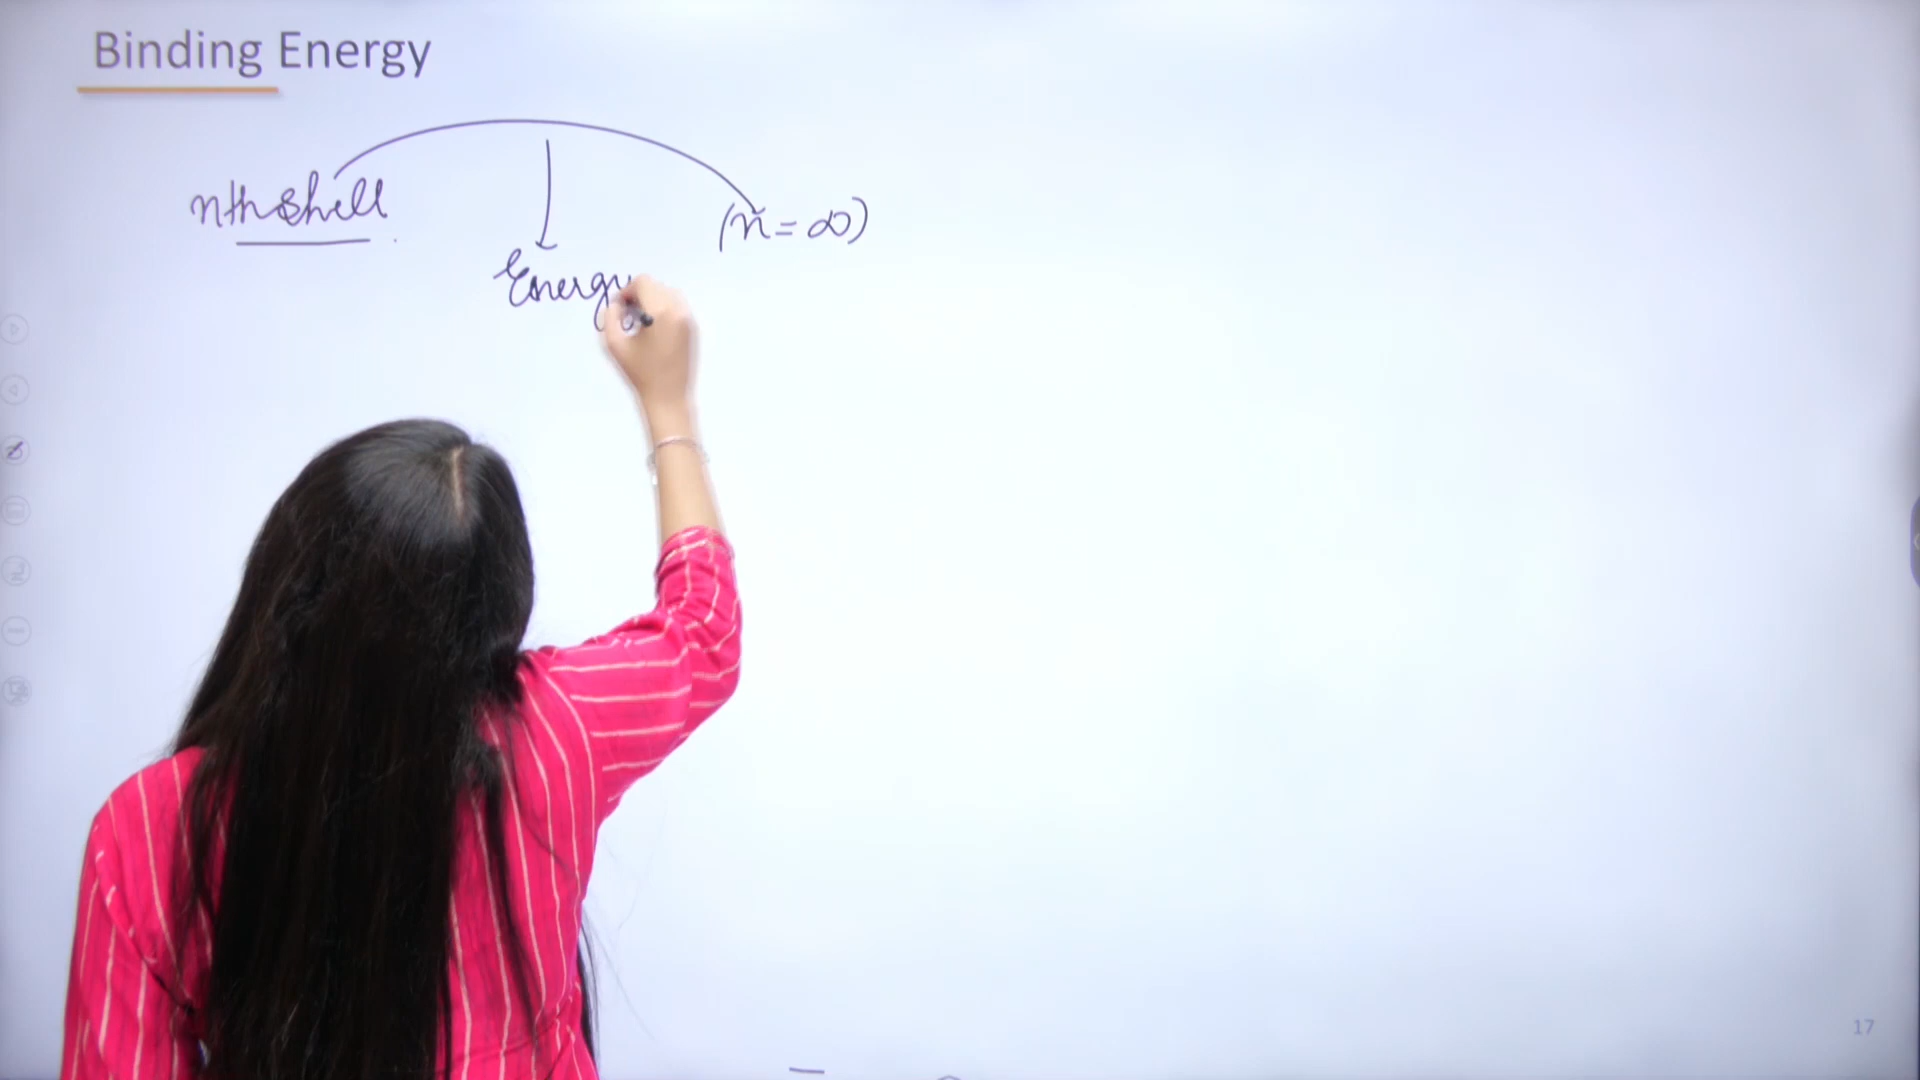 Binding Energy
nth shell
(n = ∞)
Energy
17